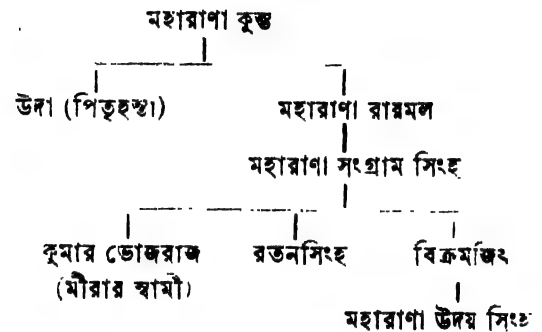 মহারাণা কুম্ভ
উদা (পিতৃহন্তা) মহারাণা রায়মল
মহারাণা সংগ্রাম সিংহ
কুমার ভোজরাজ রতনসিংহ বিক্রমজিৎ
(মীরার স্বামী)
মহারাণা উদয় সিংহ